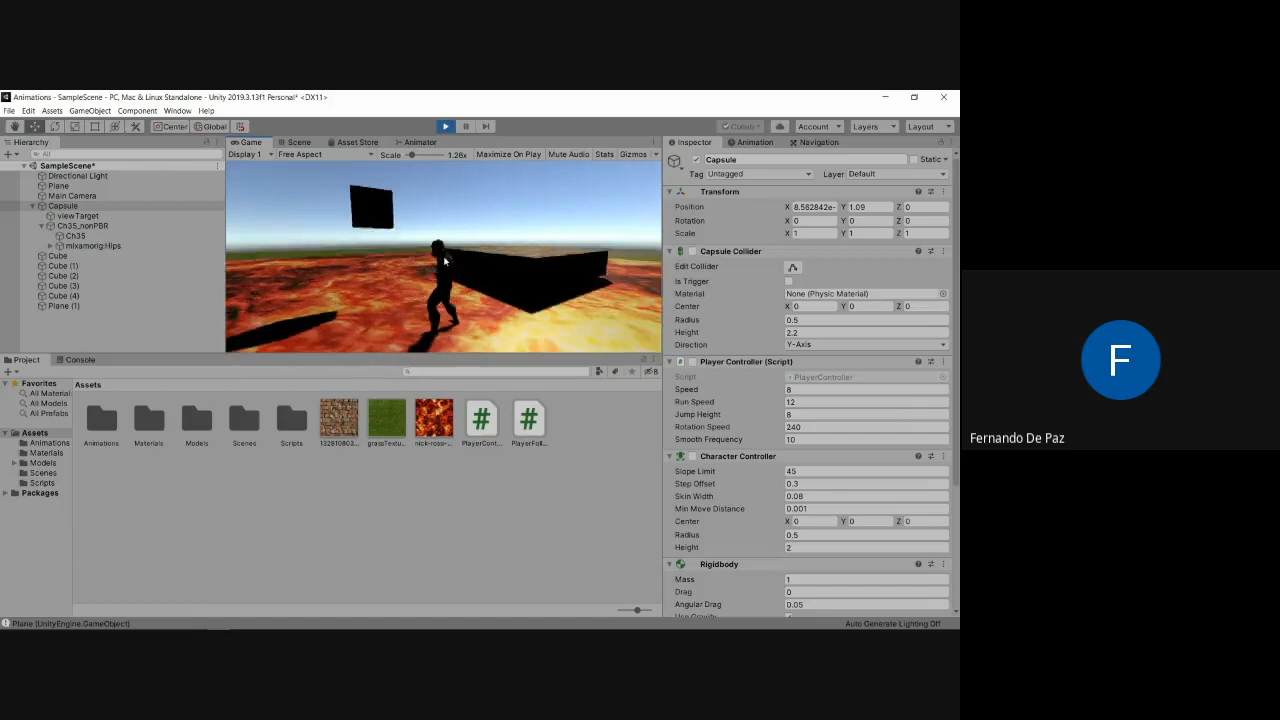 Animations - SampleScene - PC, Mac & Linux Standalone - Unity 2019.3.13f1 Personal* <DX11>
File Edit Assets GameObject Component Window Help
Center Global Collab Account Layers Layout
Hierarchy Game Scene Asset Store Animator Inspector Animation Navigation
All Display 1 Free Aspect Scale 1.28x Maximize On Play Mute Audio Stats Gizmos
SampleScene*
Directional Light
Plane
Main Camera
Capsule
viewTarget
Ch35_nonPBR
Ch35
mixamorig:Hips
Cube
Cube (1)
Cube (2)
Cube (3)
Cube (4)
Plane (1)
Capsule Static
Tag Untagged Layer Default
Transform
Position X 8.562842e- Y 1.09 Z 0
Rotation X 0 Y 0 Z 0
Scale X 1 Y 1 Z 1
Capsule Collider
Edit Collider
Is Trigger
Material None (Physic Material)
Center X 0 Y 0 Z 0
Radius 0.5
Height 2.2
Direction Y-Axis
Player Controller (Script)
Script PlayerController
Speed 8
Run Speed 12
Jump Height 8
Rotation Speed 240
Smooth Frequency 10
Character Controller
Slope Limit 45
Step Offset 0.3
Skin Width 0.08
Min Move Distance 0.001
Center X 0 Y 0 Z 0
Radius 0.5
Height 2
Rigidbody
Mass 1
Drag 0
Angular Drag 0.05
Project Console
8
Favorites
All Material
All Models
All Prefabs
Assets
Animations
Materials
Models
Scenes
Scripts
Packages
Assets
Animations Materials Models Scenes Scripts 132810803... grassTextu... nick-ross-... PlayerCont... PlayerFoll...
Plane (UnityEngine.GameObject) Auto Generate Lighting Off
F
Fernando De Paz